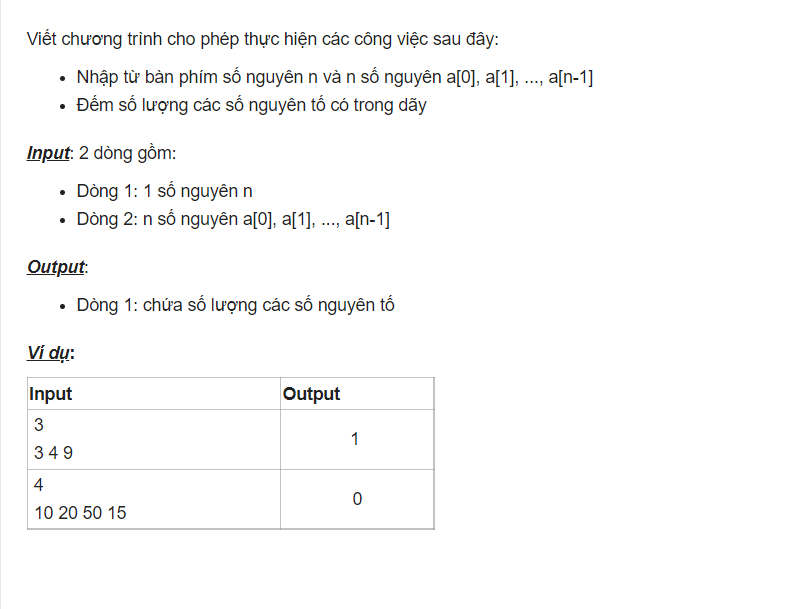 Viết chương trình cho phép thực hiện các công việc sau đây:
• Nhập từ bàn phím số nguyên n và n số nguyên a[0], a[1], ..., a[n-1]
• Đếm số lượng các số nguyên tố có trong dãy
Input: 2 dòng gồm:
• Dòng 1: 1 số nguyên n
• Dòng 2: n số nguyên a[0], a[1], ..., a[n-1]
Output:
• Dòng 1: chứa số lượng các số nguyên tố
Ví dụ:
Input Output
3
3 4 9
1
4
10 20 50 15
0